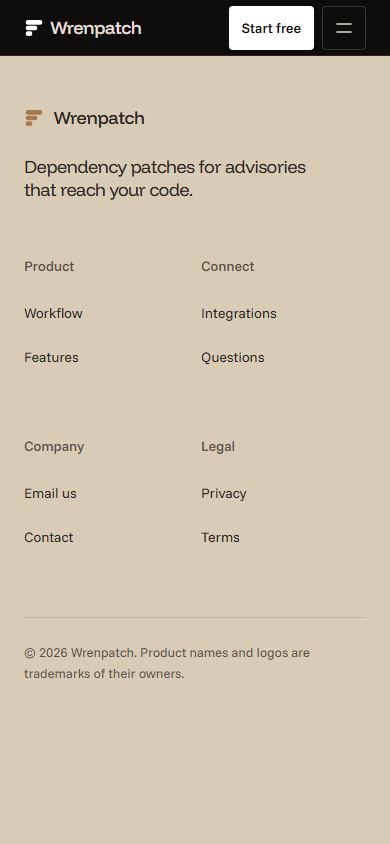 Wrenpatch
Start free
Wrenpatch
Dependency patches for advisories
that reach your code.
Product
Workflow
Features
Connect
Integrations
Questions
Company
Email us
Contact
Legal
Privacy
Terms
© 2026 Wrenpatch. Product names and logos are
trademarks of their owners.